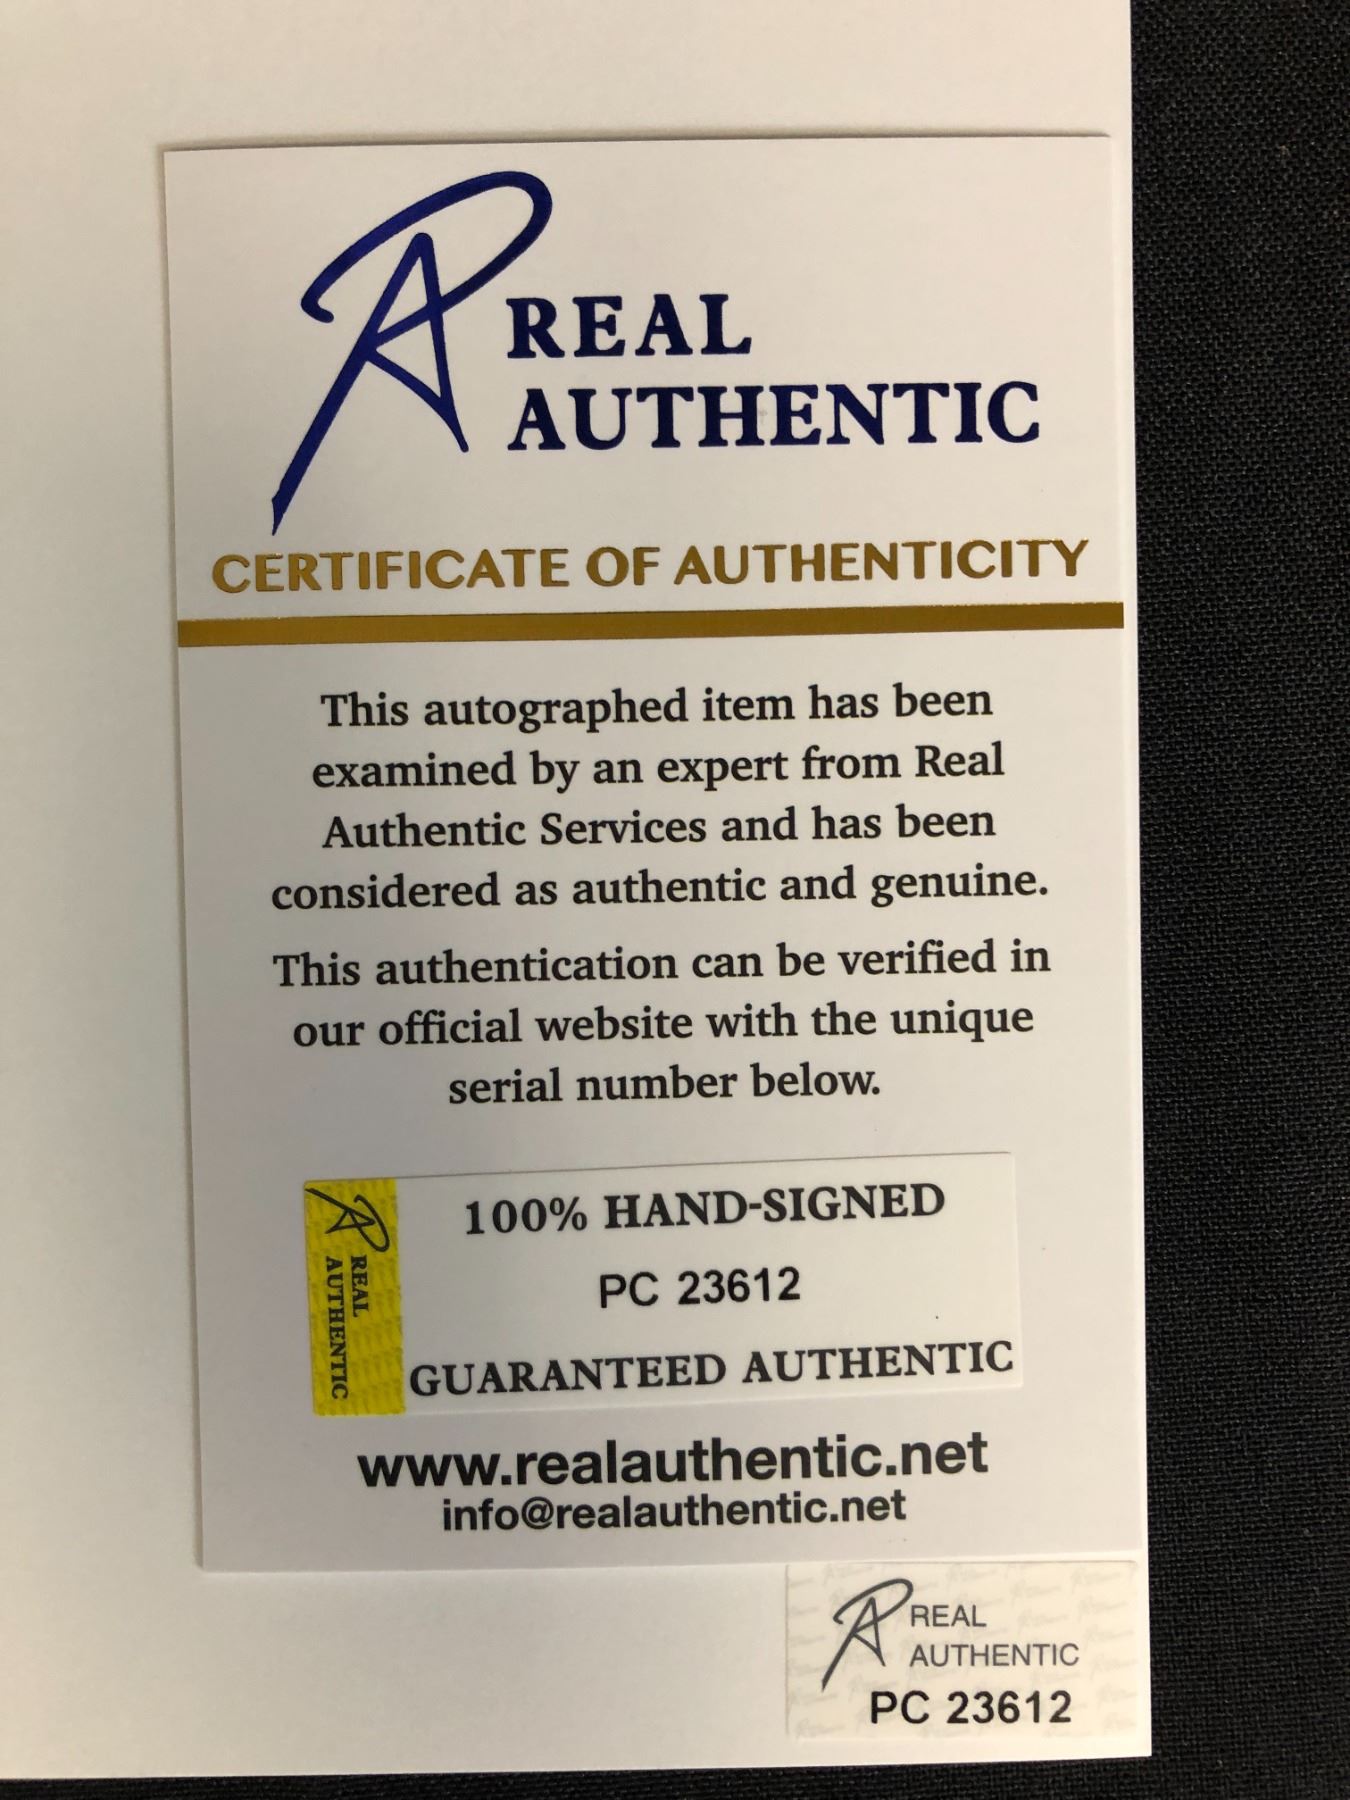 REAL
AUTHENTIC
CERTIFICATE OF AUTHENTICITY
This autographed item has been
examined by an expert from Real
Authentic Services and has been
considered as authentic and genuine.
This authentication can be verified in
our official website with the unique
serial number below.
REAL
AUTHENTIC
100% HAND-SIGNED
PC 23612
GUARANTEED AUTHENTIC
www.realauthentic.net
info@realauthentic.net
REAL
AUTHENTIC
PC 23612